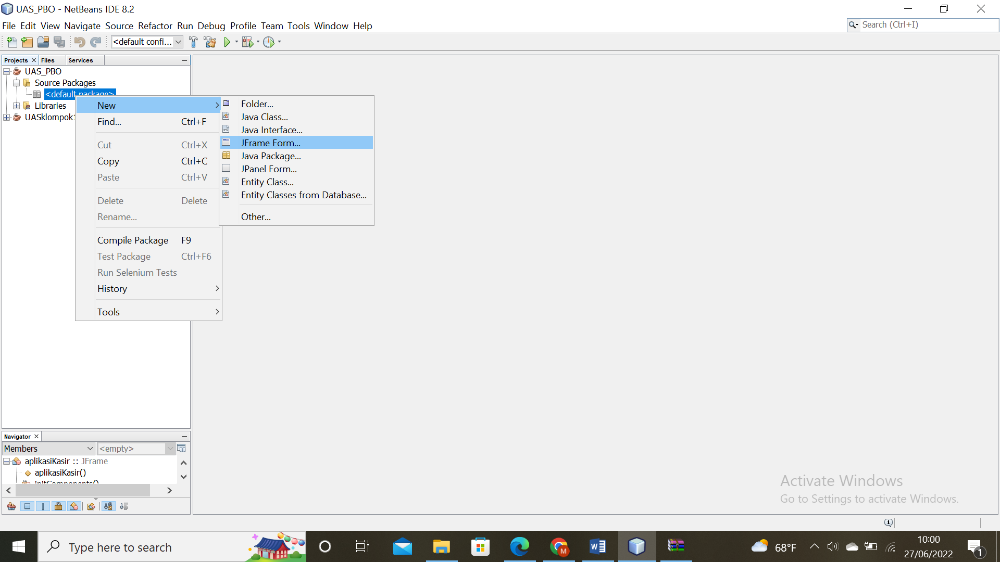 UAS_PBO - NetBeans IDE 8.2
File Edit View Navigate Source Refactor Run Debug Profile Team Tools Window Help
Search (Ctrl+I)
<default confi...
Projects Files Services
UAS_PBO
Source Packages
<default package>
Libraries
UASklompok
New
Find... Ctrl+F
Cut Ctrl+X
Copy Ctrl+C
Paste Ctrl+V
Delete Delete
Rename...
Compile Package F9
Test Package Ctrl+F6
Run Selenium Tests
History
Tools
Folder...
Java Class...
Java Interface...
JFrame Form...
Java Package...
JPanel Form...
Entity Class...
Entity Classes from Database...
Other...
Navigator
Members <empty>
aplikasiKasir :: JFrame
aplikasiKasir()
initComponents()
Activate Windows
Go to Settings to activate Windows.
Type here to search
68°F
10:00
27/06/2022
1